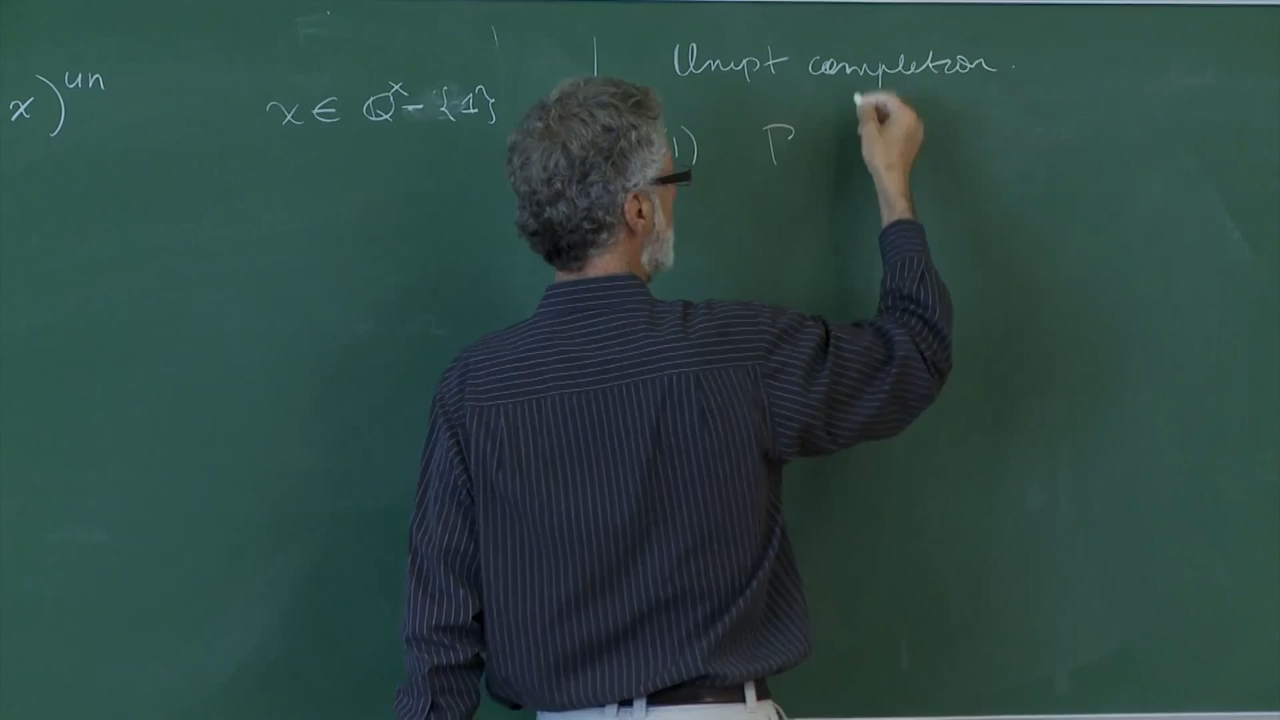 x)^{un}
x ∈ Q^x - {1}
Unipt completion.
1) Γ